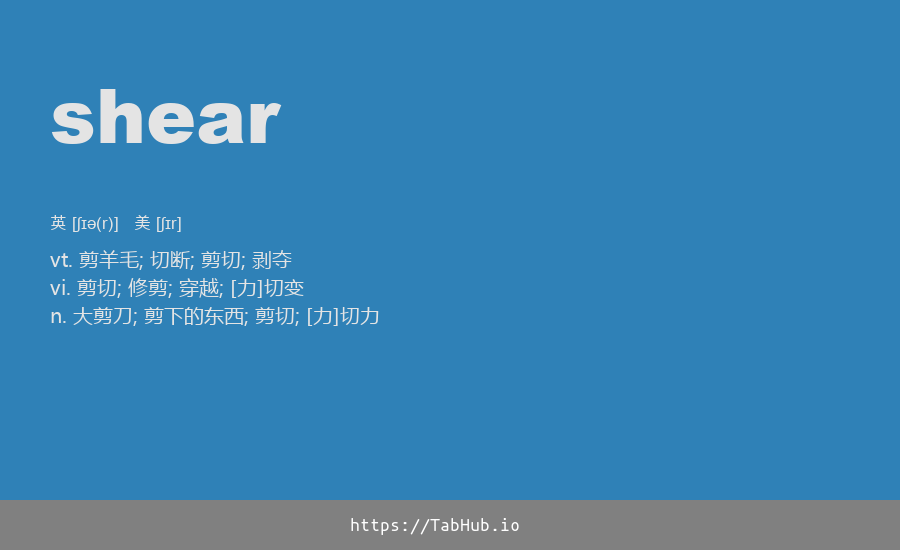 shear
英 [ʃɪə(r)] 美 [ʃɪr]
vt. 剪羊毛; 切断; 剪切; 剥夺
vi. 剪切; 修剪; 穿越; [力]切变
n. 大剪刀; 剪下的东西; 剪切; [力]切力
https://TabHub.io